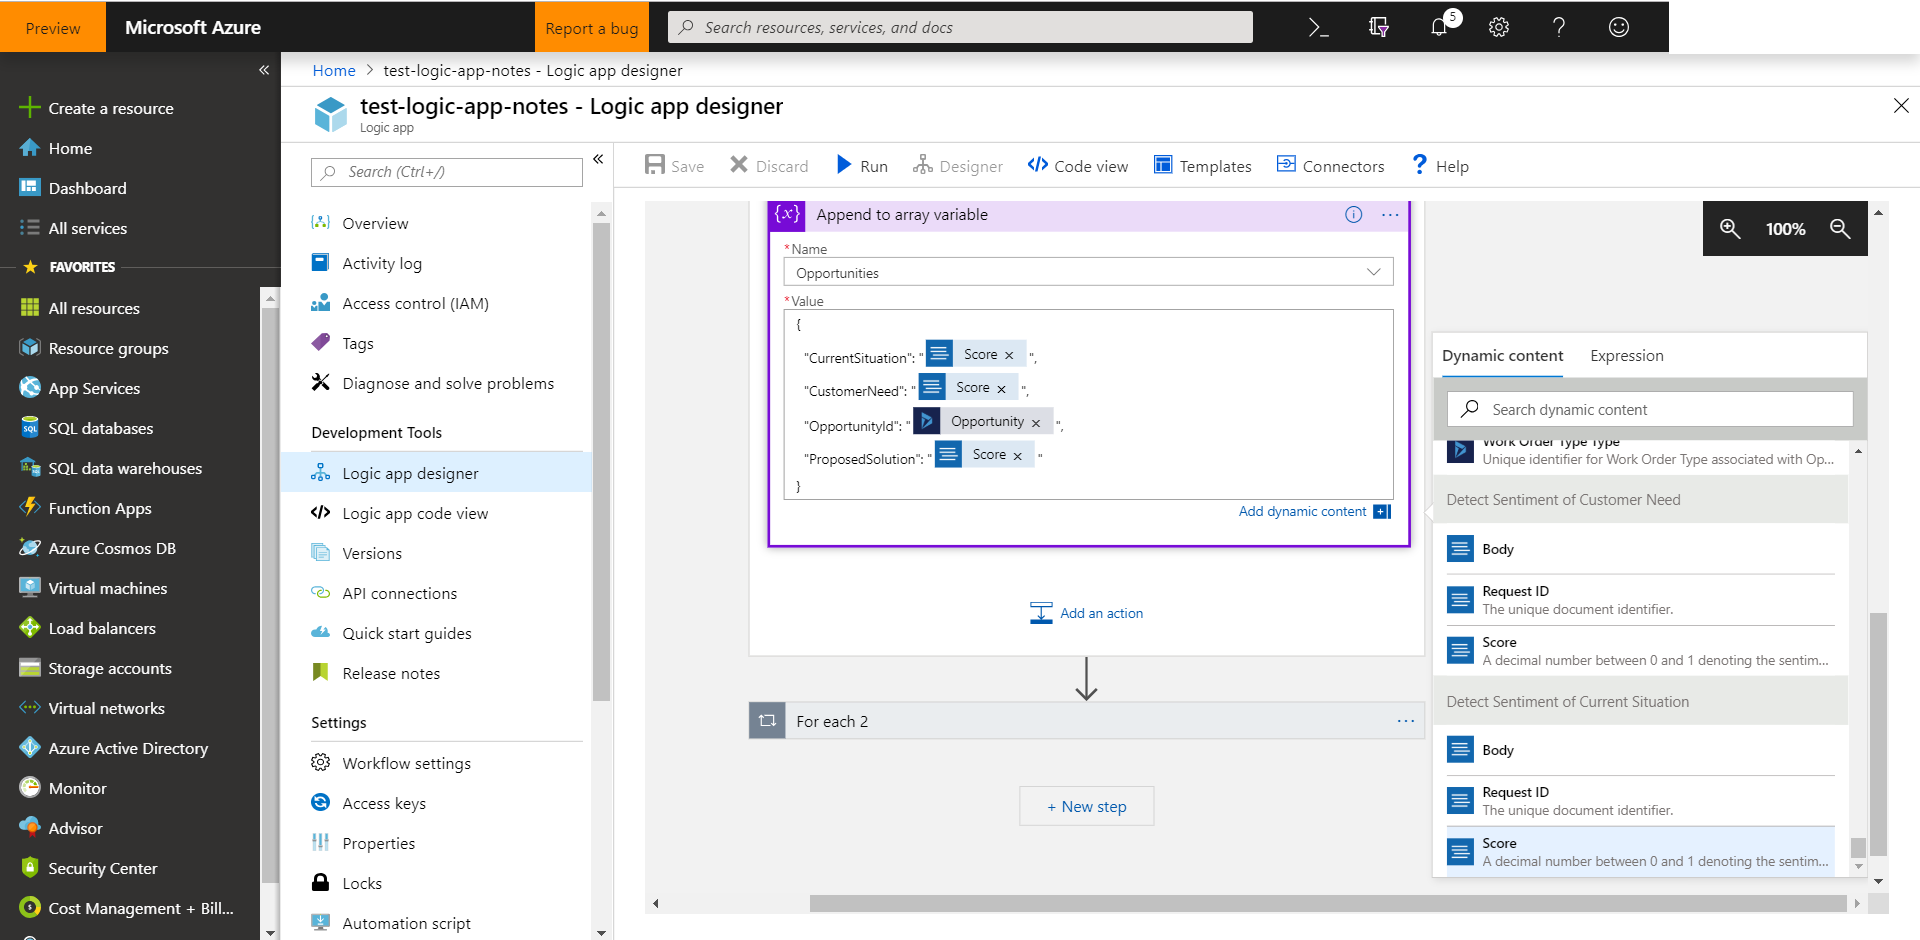 Preview
Microsoft Azure
Report a bug
Search resources, services, and docs
5
Home > test-logic-app-notes - Logic app designer
test-logic-app-notes - Logic app designer
Logic app
Create a resource
Home
Dashboard
All services
FAVORITES
All resources
Resource groups
App Services
SQL databases
SQL data warehouses
Function Apps
Azure Cosmos DB
Virtual machines
Load balancers
Storage accounts
Virtual networks
Azure Active Directory
Monitor
Advisor
Security Center
Cost Management + Bill...
Search (Ctrl+/)
Overview
Activity log
Access control (IAM)
Tags
Diagnose and solve problems
Development Tools
Logic app designer
Logic app code view
Versions
API connections
Quick start guides
Release notes
Settings
Workflow settings
Access keys
Properties
Locks
Automation script
Save
Discard
Run
Designer
Code view
Templates
Connectors
Help
{x} Append to array variable
* Name
Opportunities
* Value
{
"CurrentSituation": " Score × ",
"CustomerNeed": " Score × ",
"OpportunityId": " Opportunity × ",
"ProposedSolution": " Score × "
}
Add dynamic content
Add an action
For each 2
+ New step
100%
Dynamic content
Expression
Search dynamic content
Work Order Type Type
Unique identifier for Work Order Type associated with Op...
Detect Sentiment of Customer Need
Body
Request ID
The unique document identifier.
Score
A decimal number between 0 and 1 denoting the sentim...
Detect Sentiment of Current Situation
Body
Request ID
The unique document identifier.
Score
A decimal number between 0 and 1 denoting the sentim...